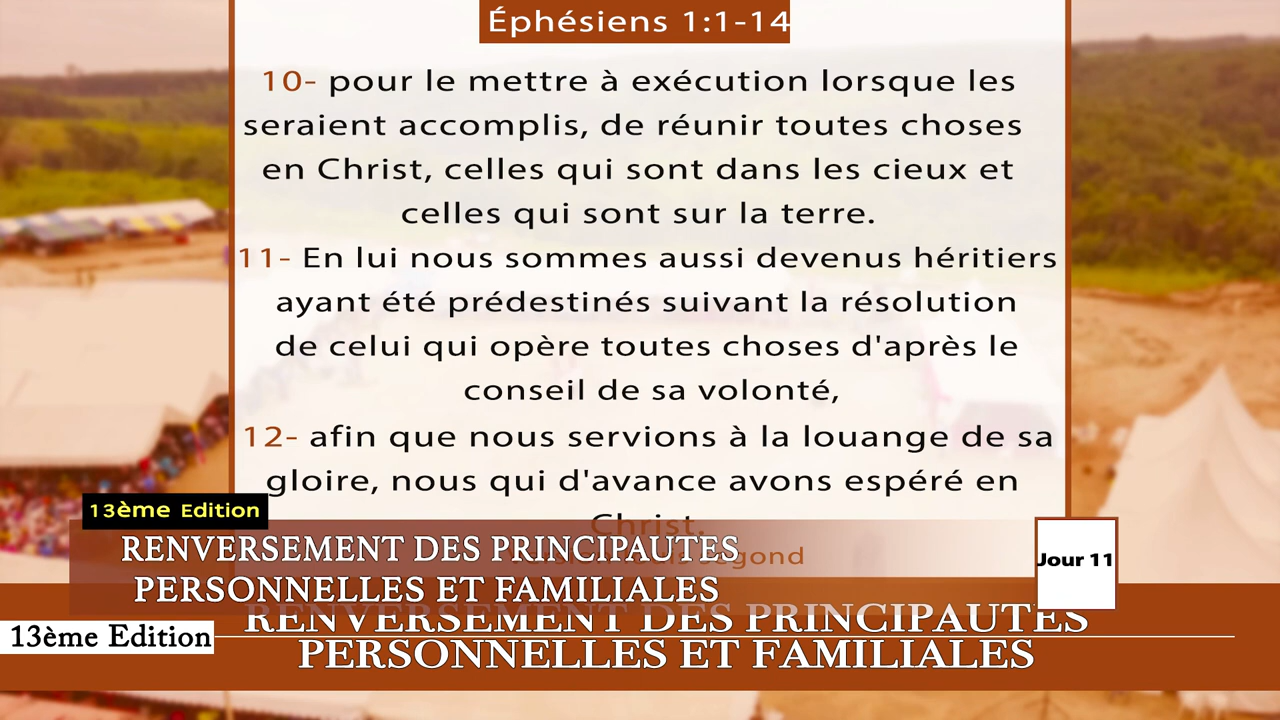 Éphésiens 1:1-14
10- pour le mettre à exécution lorsque les
seraient accomplis, de réunir toutes choses
en Christ, celles qui sont dans les cieux et
celles qui sont sur la terre.
11- En lui nous sommes aussi devenus héritiers
ayant été prédestinés suivant la résolution
de celui qui opère toutes choses d'après le
conseil de sa volonté,
12- afin que nous servions à la louange de sa
gloire, nous qui d'avance avons espéré en
Christ.
13ème Edition
RENVERSEMENT DES PRINCIPAUTES
PERSONNELLES ET FAMILIALES
Jour 11
RENVERSEMENT DES PRINCIPAUTES
13ème Edition
PERSONNELLES ET FAMILIALES